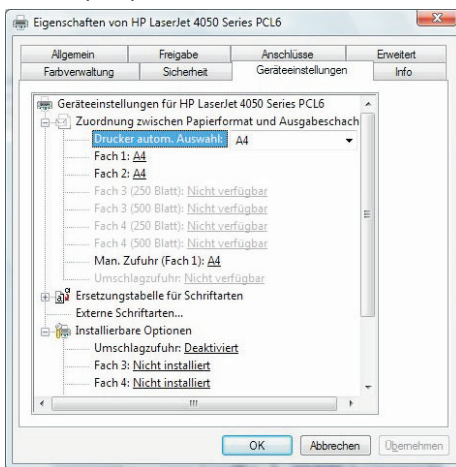 Eigenschaften von HP LaserJet 4050 Series PCL6
Allgemein Freigabe Anschlüsse Erweitert
Farbverwaltung Sicherheit Geräteeinstellungen Info
Geräteeinstellungen für HP LaserJet 4050 Series PCL6
Zuordnung zwischen Papierformat und Ausgabeschach
Drucker autom. Auswahl: A4
Fach 1: A4
Fach 2: A4
Fach 3 (250 Blatt): Nicht verfügbar
Fach 3 (500 Blatt): Nicht verfügbar
Fach 4 (250 Blatt): Nicht verfügbar
Fach 4 (500 Blatt): Nicht verfügbar
Man. Zufuhr (Fach 1): A4
Umschlagzufuhr: Nicht verfügbar
Ersetzungstabelle für Schriftarten
Externe Schriftarten...
Installierbare Optionen
Umschlagzufuhr: Deaktiviert
Fach 3: Nicht installiert
Fach 4: Nicht installiert
OK Abbrechen Übernehmen